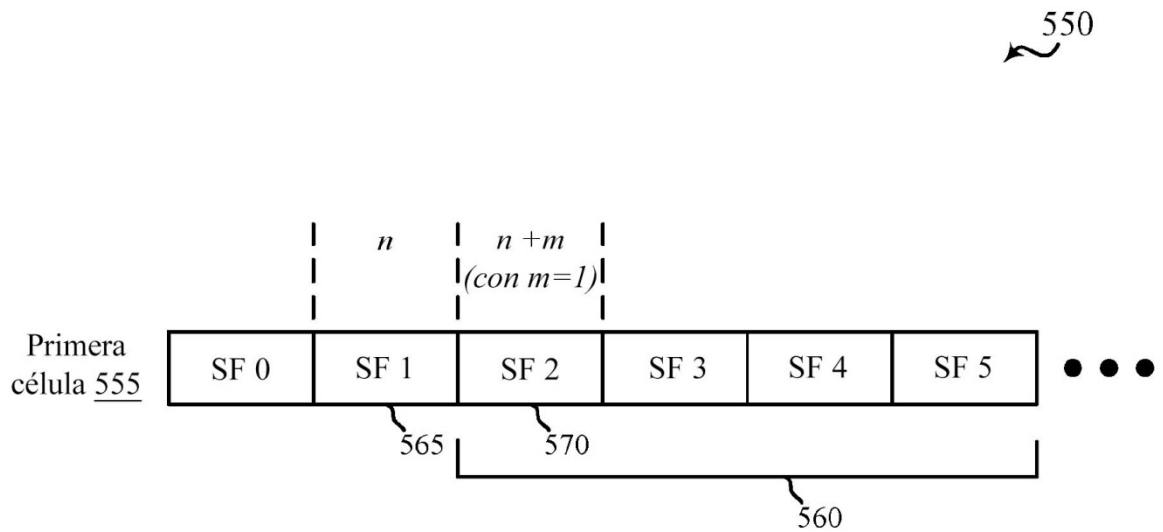 550
n
n +m
(con m=1)
Primera
célula 555
SF 0
SF 1
SF 2
SF 3
SF 4
SF 5
565
570
560